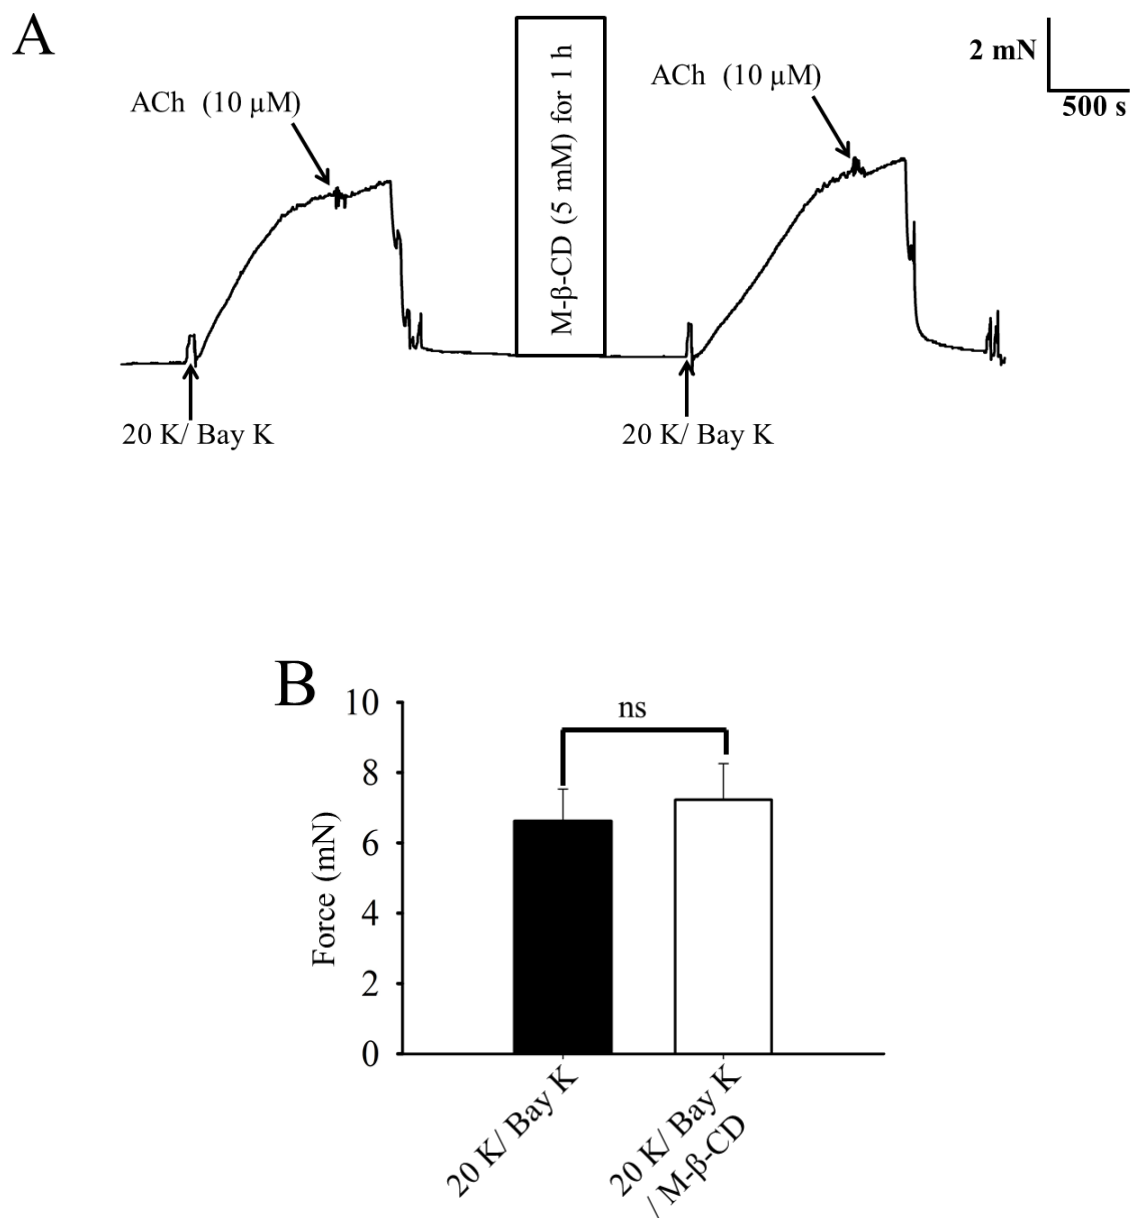 A
ACh (10 μM)
M-β-CD (5 mM) for 1 h
ACh (10 μM)
2 mN
500 s
20 K/ Bay K
20 K/ Bay K
B
ns
10
8
6
4
2
0
Force (mN)
20 K/ Bay K
20 K/ Bay K
/ M-β-CD